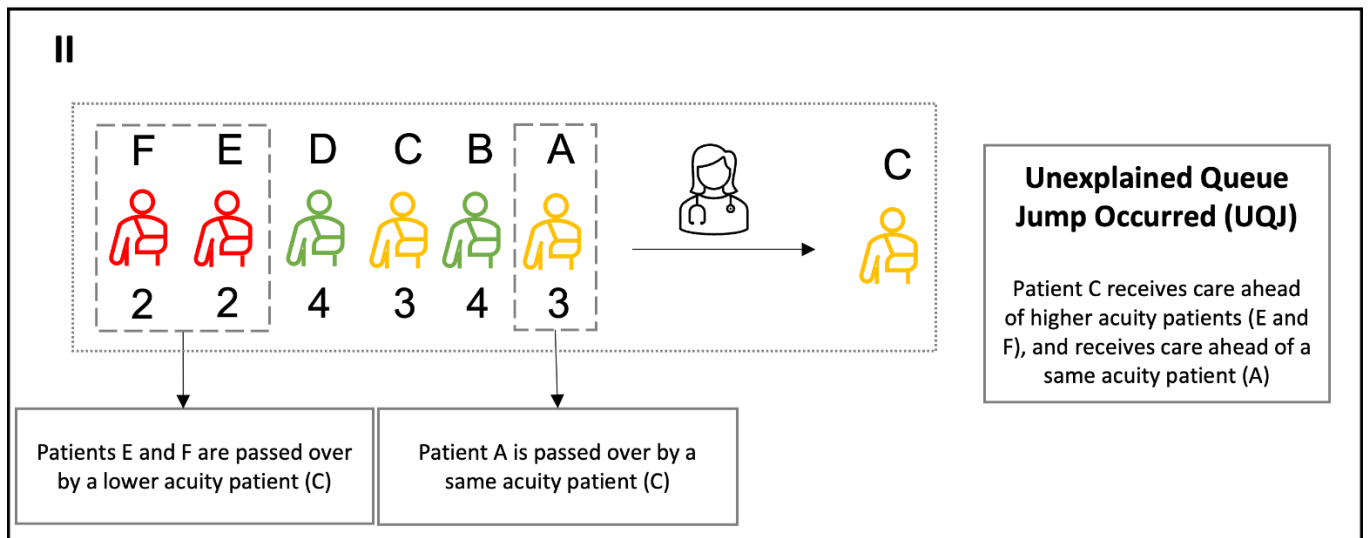 II
F E D C B A C
2 2 4 3 4 3
Unexplained Queue
Jump Occurred (UQJ)
Patient C receives care ahead
of higher acuity patients (E and
F), and receives care ahead of a
same acuity patient (A)
Patients E and F are passed over
by a lower acuity patient (C)
Patient A is passed over by a
same acuity patient (C)